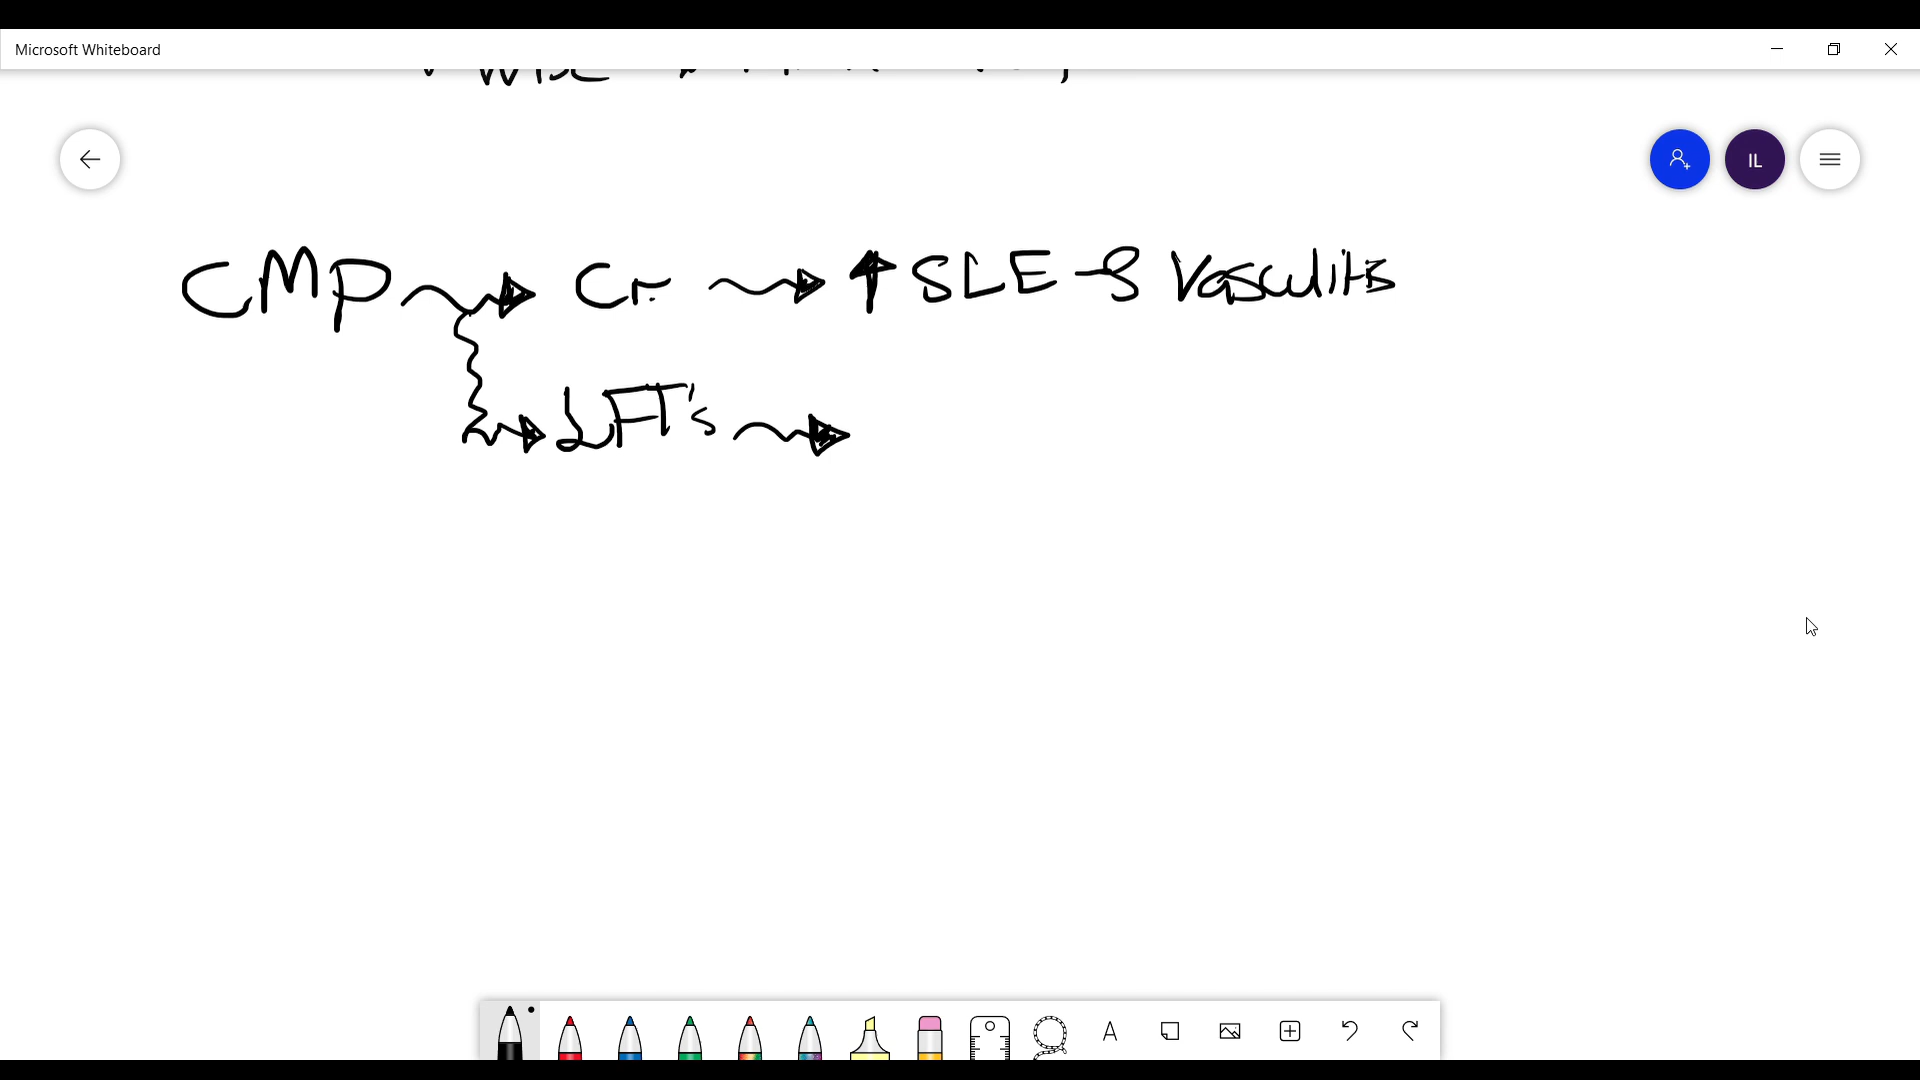 Microsoft Whiteboard
IL
CMP → Cr → ↑ SLE - & Vasculitis
LFT's →
A